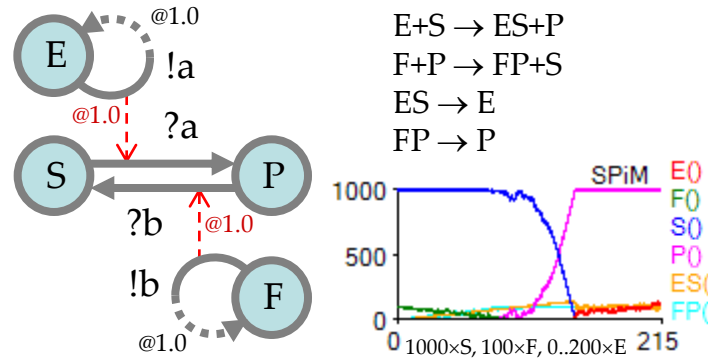 @1.0
E
!a
@1.0
?a
S
P
?b
@1.0
!b
F
@1.0
E+S → ES+P
F+P → FP+S
ES → E
FP → P
SPiM
1000
500
0
E()
F()
S()
P()
ES(
FP(
0
215
1000×S, 100×F, 0..200×E